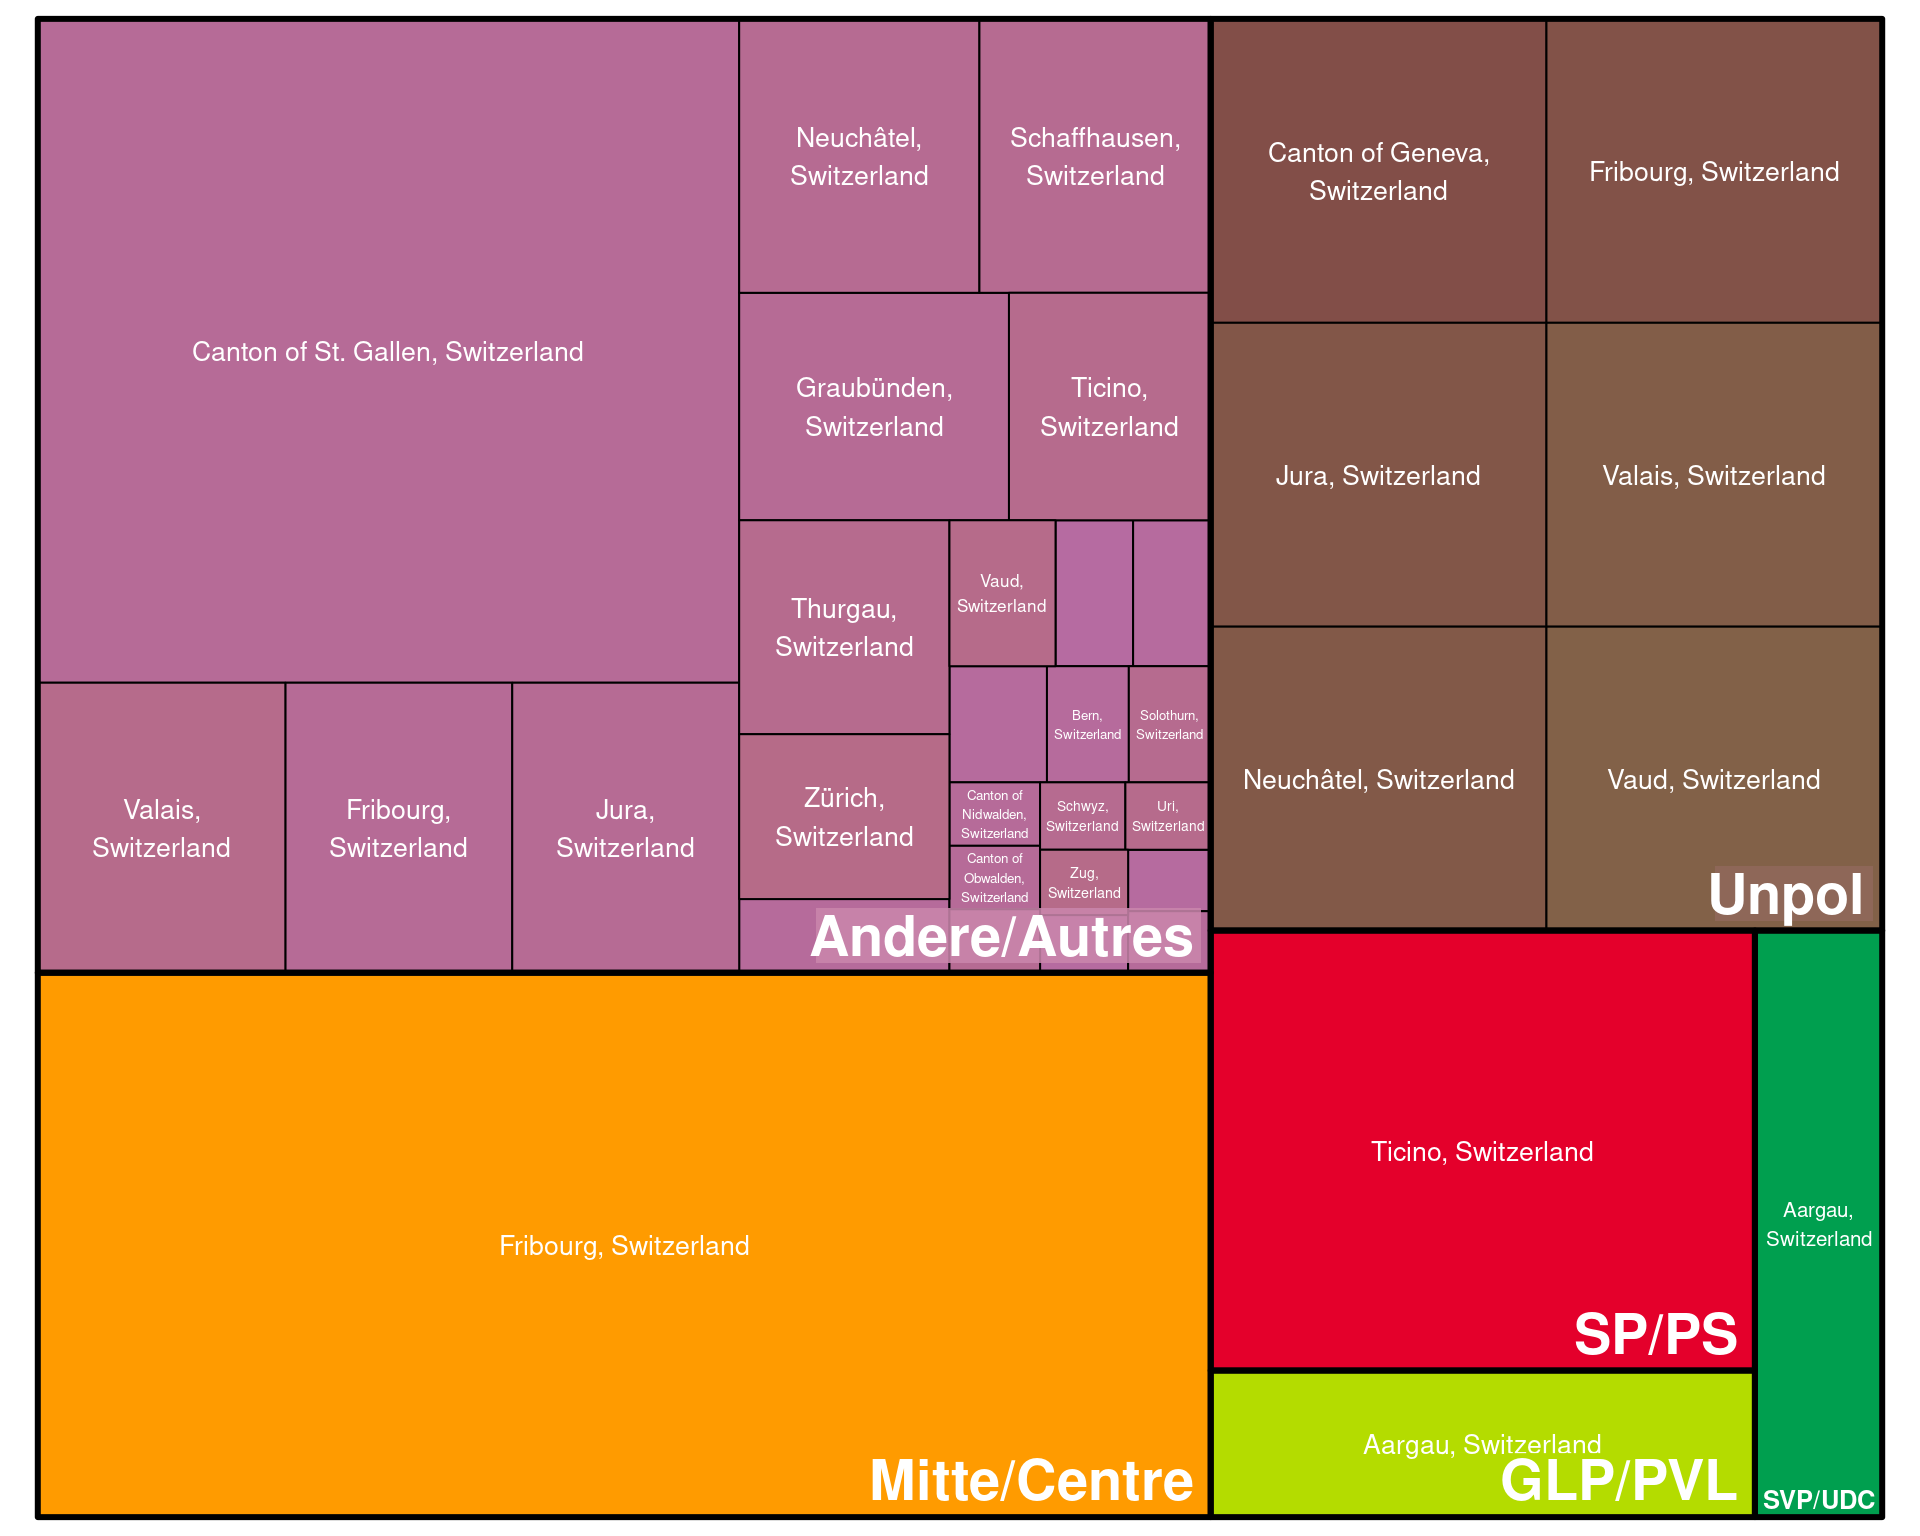 Canton of St. Gallen, Switzerland
Neuchâtel,
Switzerland
Schaffhausen,
Switzerland
Graubünden,
Switzerland
Ticino,
Switzerland
Thurgau,
Switzerland
Vaud,
Switzerland
Bern,
Switzerland
Solothurn,
Switzerland
Zürich,
Switzerland
Canton of
Nidwalden,
Switzerland
Schwyz,
Switzerland
Uri,
Switzerland
Canton of
Obwalden,
Switzerland
Zug,
Switzerland
Valais,
Switzerland
Fribourg,
Switzerland
Jura,
Switzerland
Andere/Autres
Canton of Geneva,
Switzerland
Fribourg, Switzerland
Jura, Switzerland
Valais, Switzerland
Neuchâtel, Switzerland
Vaud, Switzerland
Unpol
Fribourg, Switzerland
Mitte/Centre
Ticino, Switzerland
SP/PS
Aargau, Switzerland
GLP/PVL
Aargau,
Switzerland
SVP/UDC